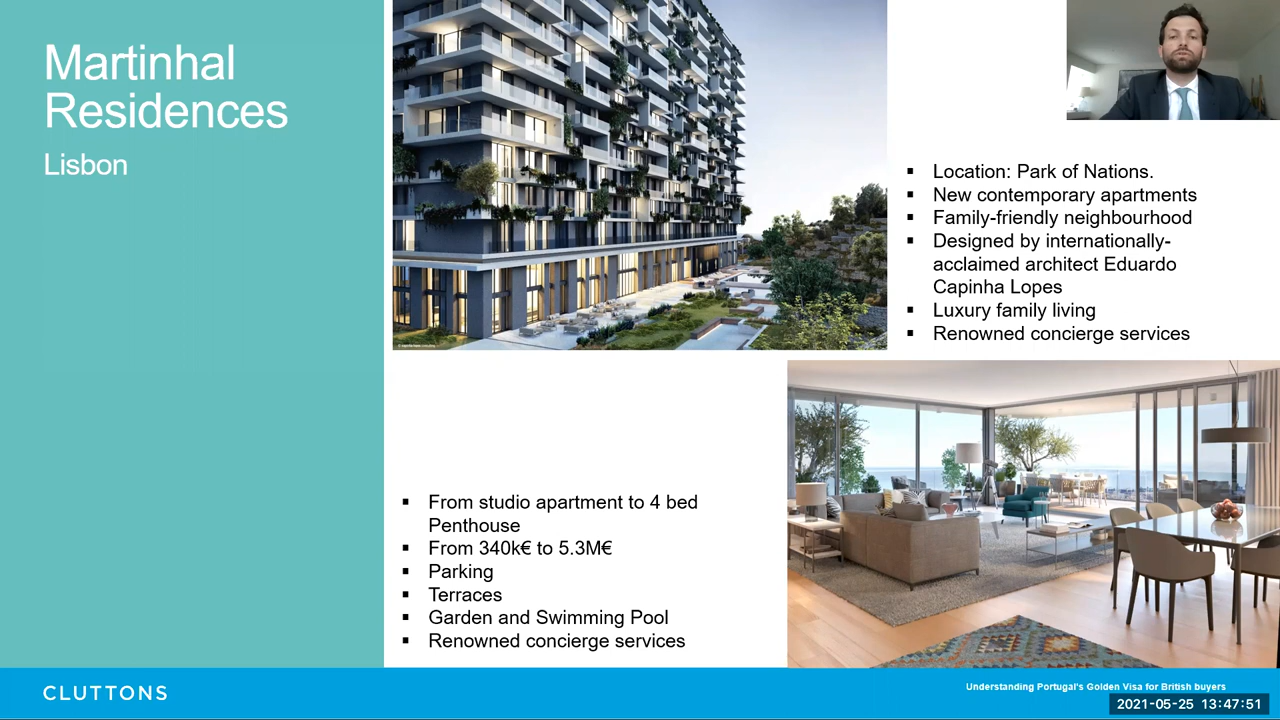 Martinhal
Residences
Lisbon
Location: Park of Nations.
New contemporary apartments
Family-friendly neighbourhood
Designed by internationally-
acclaimed architect Eduardo
Capinha Lopes
Luxury family living
Renowned concierge services
From studio apartment to 4 bed
Penthouse
From 340k€ to 5.3M€
Parking
Terraces
Garden and Swimming Pool
Renowned concierge services
CLUTTONS
Understanding Portugal's Golden Visa for British buyers
2021-05-25 13:47:51